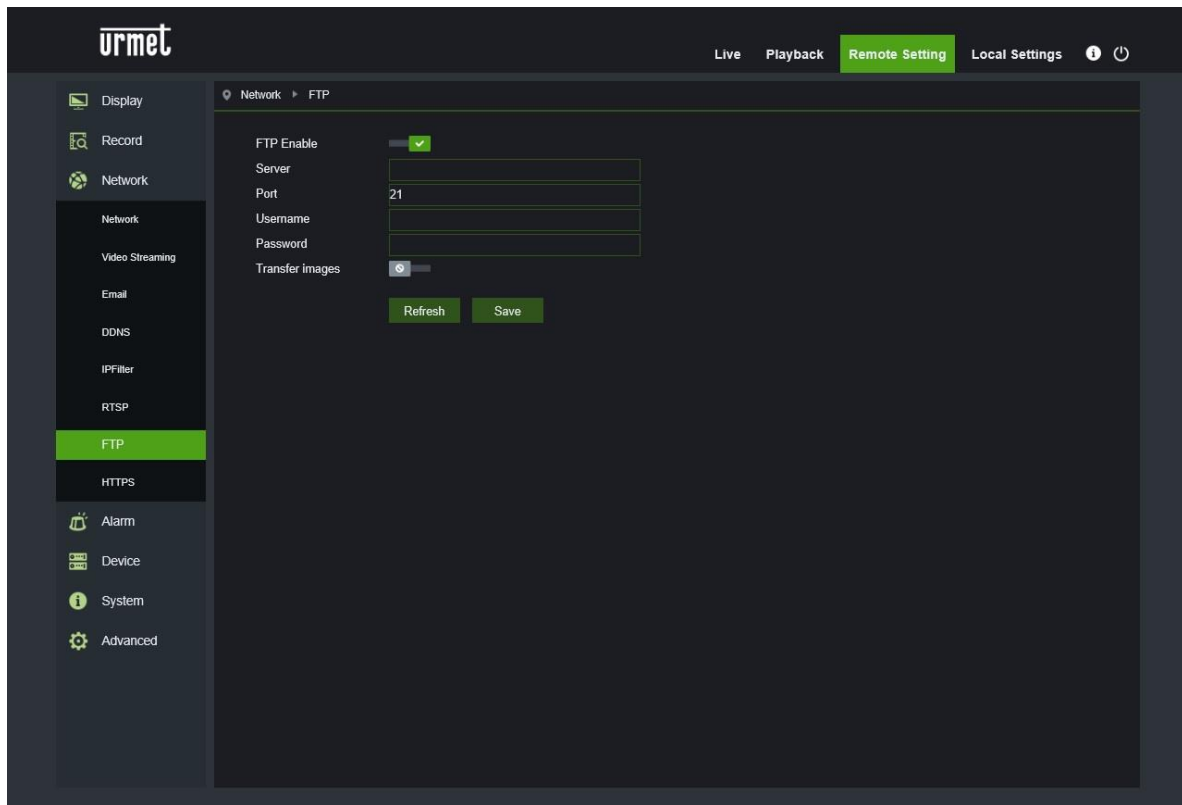 urmet
Live Playback Remote Setting Local Settings
Display
Record
Network
Network
Video Streaming
Email
DDNS
IPFilter
RTSP
FTP
HTTPS
Alarm
Device
System
Advanced
Network FTP
FTP Enable
Server
Port 21
Username
Password
Transfer images
Refresh Save